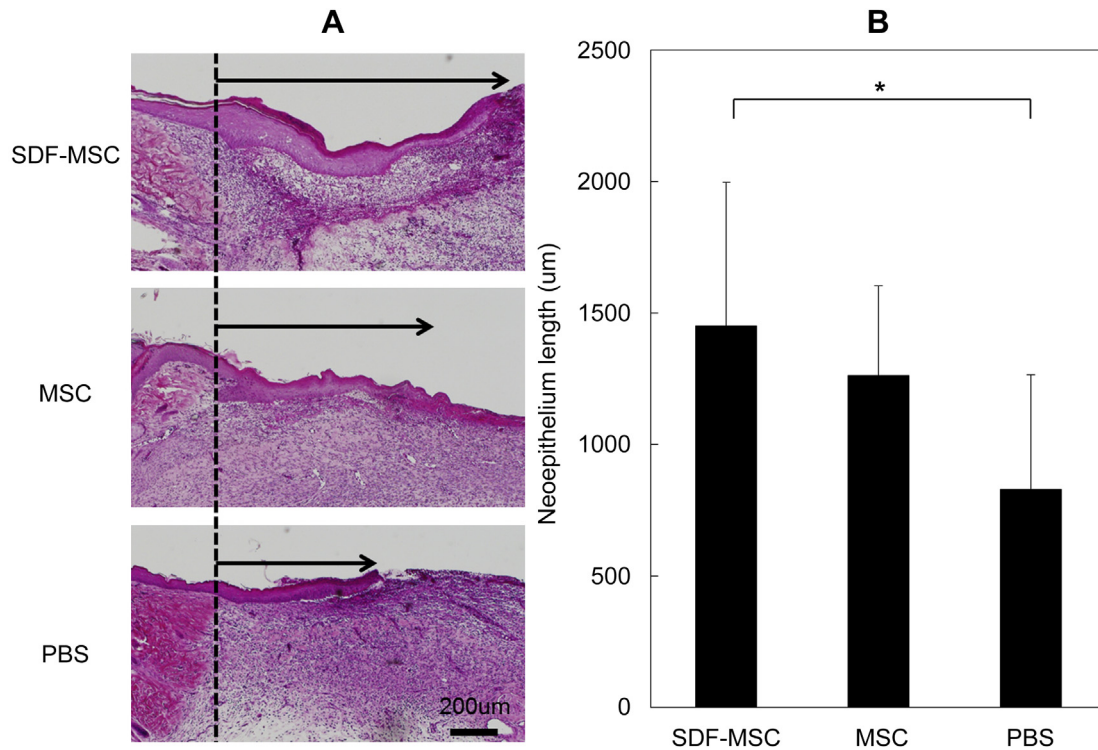 A
SDF-MSC
MSC
PBS
200um
B
Neoepithelium length (um)
2500
2000
1500
1000
500
0
*
SDF-MSC
MSC
PBS